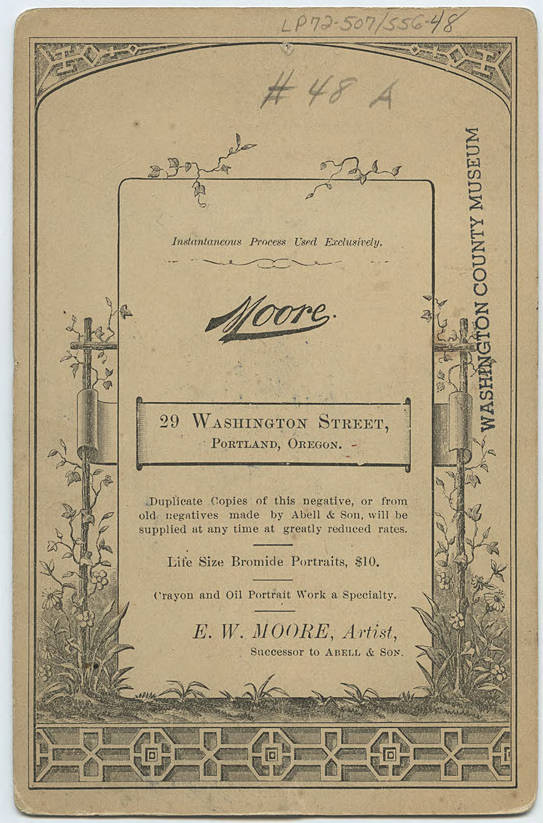 LP72-507/556-48
# 48 A
WASHINGTON COUNTY MUSEUM
Instantaneous Process Used Exclusively.
Moore.
29 WASHINGTON STREET,
PORTLAND, OREGON.
Duplicate Copies of this negative, or from
old negatives made by Abell & Son, will be
supplied at any time at greatly reduced rates.
Life Size Bromide Portraits, $10.
Crayon and Oil Portrait Work a Specialty.
E. W. MOORE, Artist,
SUCCESSOR TO ABELL & SON.